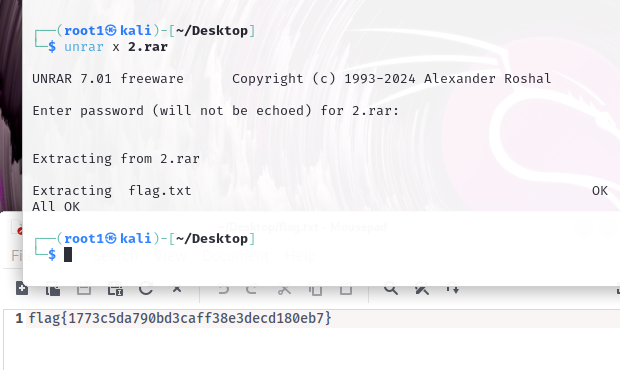 ┌──(root1㉿kali)-[~/Desktop]
└─$ unrar x 2.rar
UNRAR 7.01 freeware Copyright (c) 1993-2024 Alexander Roshal
Enter password (will not be echoed) for 2.rar:
Extracting from 2.rar
Extracting flag.txt OK
All OK
┌──(root1㉿kali)-[~/Desktop]
└─$
1 flag{1773c5da790bd3caff38e3decd180eb7}